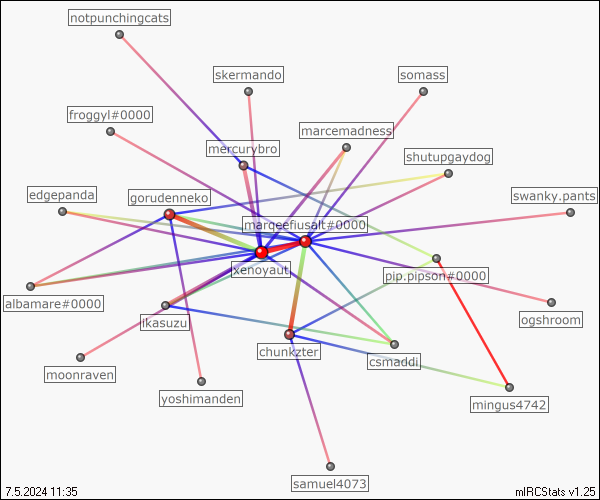 notpunchingcats
skermando
somass
froggyl#0000
marcemadness
mercurybro
shutupgaydog
edgepanda
gorudenneko
swanky.pants
marqeefiusalt#0000
xenoyaut
pip.pipson#0000
albamare#0000
ikasuzu
ogshroom
chunkzter
csmaddi
moonraven
yoshimanden
mingus4742
samuel4073
7.5.2024 11:35
mIRCStats v1.25